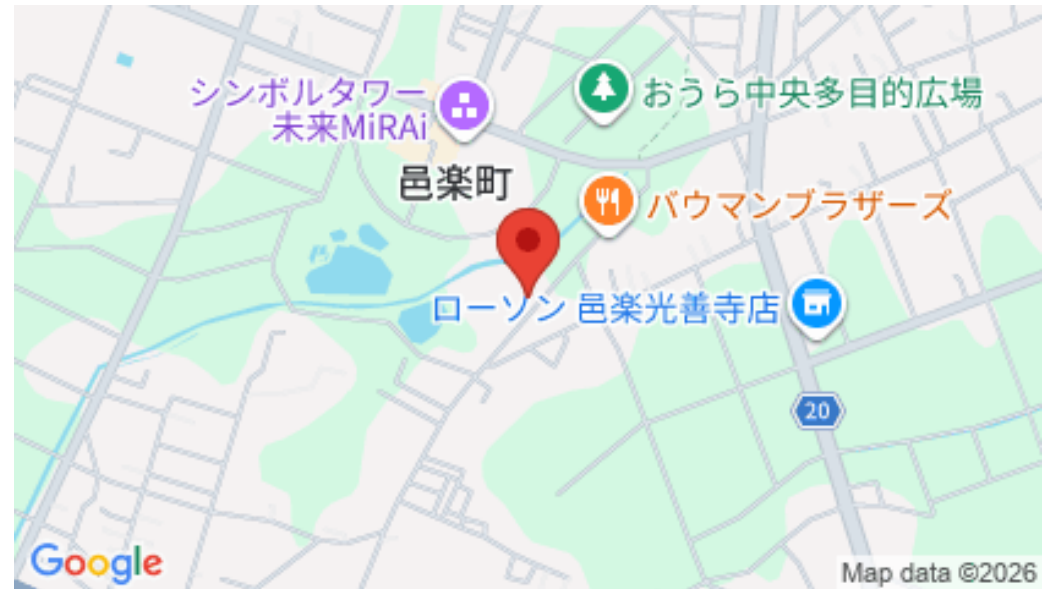 シンボルタワー
未来MiRAi
おうら中央多目的広場
邑楽町
バウマンブラザーズ
ローソン 邑楽光善寺店
20
Google
Map data ©2026